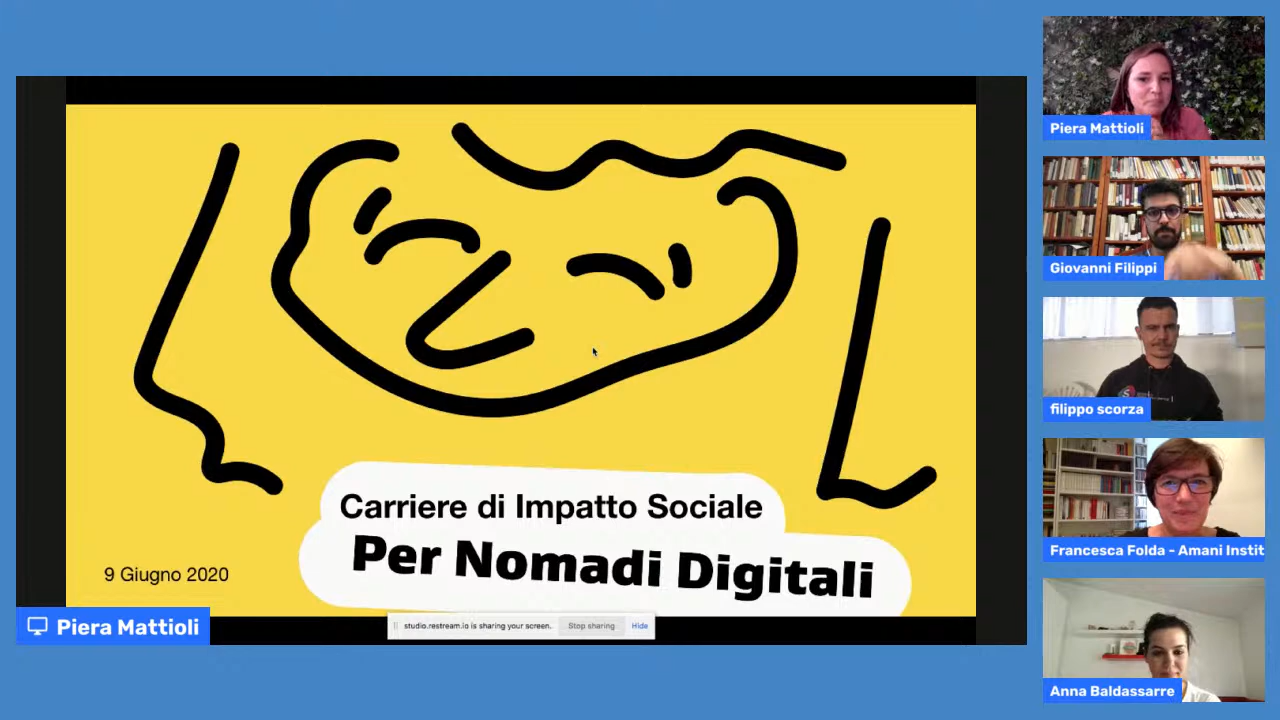 Carriere di Impatto Sociale
Per Nomadi Digitali
9 Giugno 2020
Piera Mattioli
studio.restream.io is sharing your screen.
Stop sharing
Hide
Piera Mattioli
Giovanni Filippi
filippo scorza
Francesca Folda - Amani Instit
Anna Baldassarre